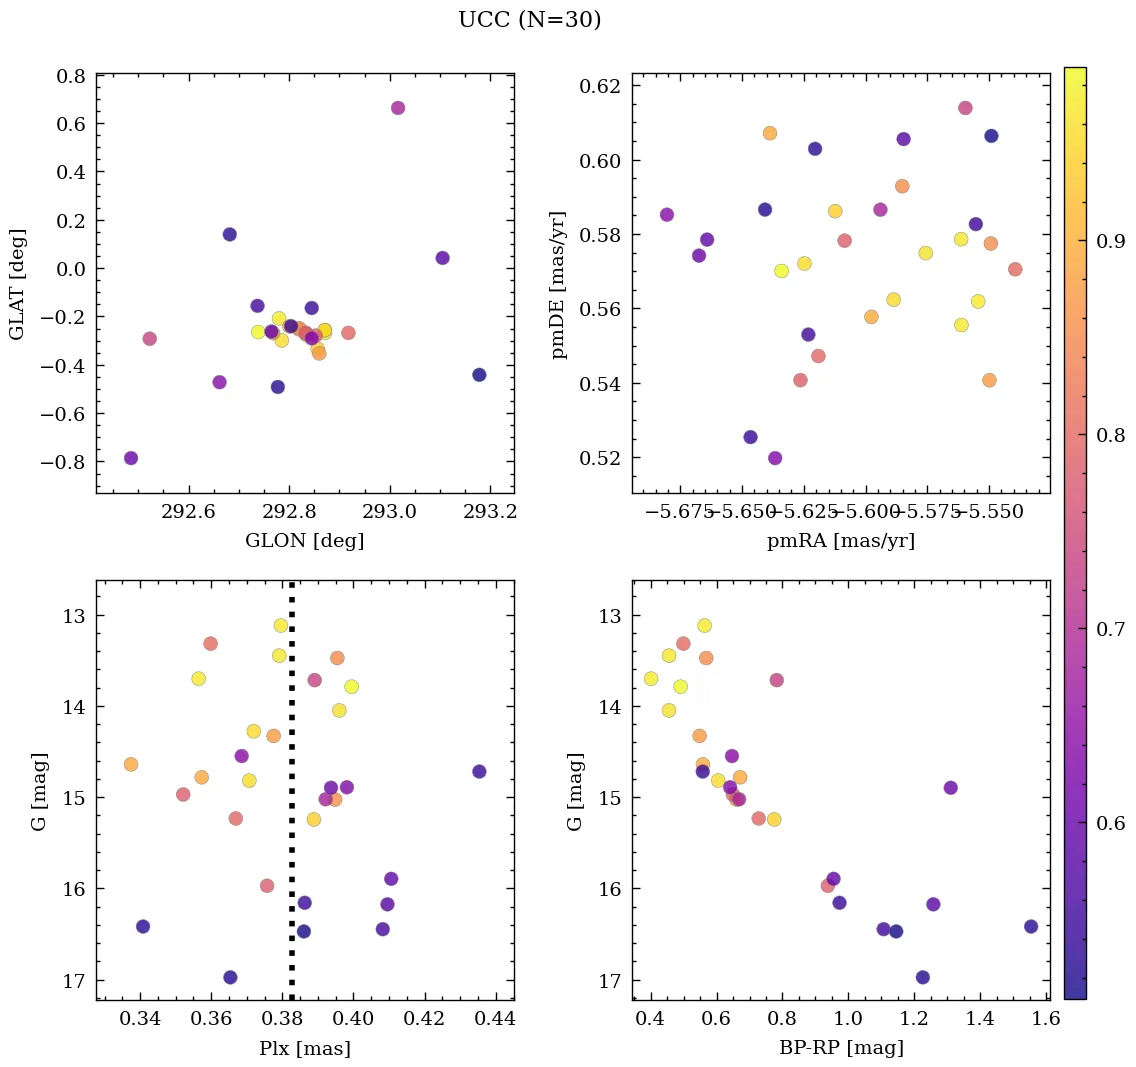 UCC (N=30)
0.8
0.6
0.4
0.2
0.0
−0.2
−0.4
−0.6
−0.8
GLAT [deg]
292.6 292.8 293.0 293.2
GLON [deg]
0.62
0.60
0.58
0.56
0.54
0.52
pmDE [mas/yr]
−5.675 −5.650 −5.625 −5.600 −5.575 −5.550
pmRA [mas/yr]
13
14
15
16
17
G [mag]
0.34 0.36 0.38 0.40 0.42 0.44
Plx [mas]
13
14
15
16
17
G [mag]
0.4 0.6 0.8 1.0 1.2 1.4 1.6
BP-RP [mag]
0.9
0.8
0.7
0.6